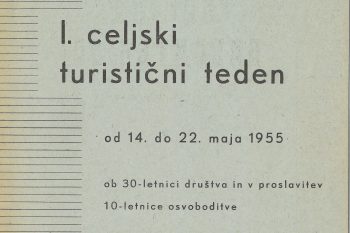 I. celjski
turistični teden
od 14. do 22. maja 1955
ob 30-letnici društva in v proslavitev
10-letnice osvoboditve